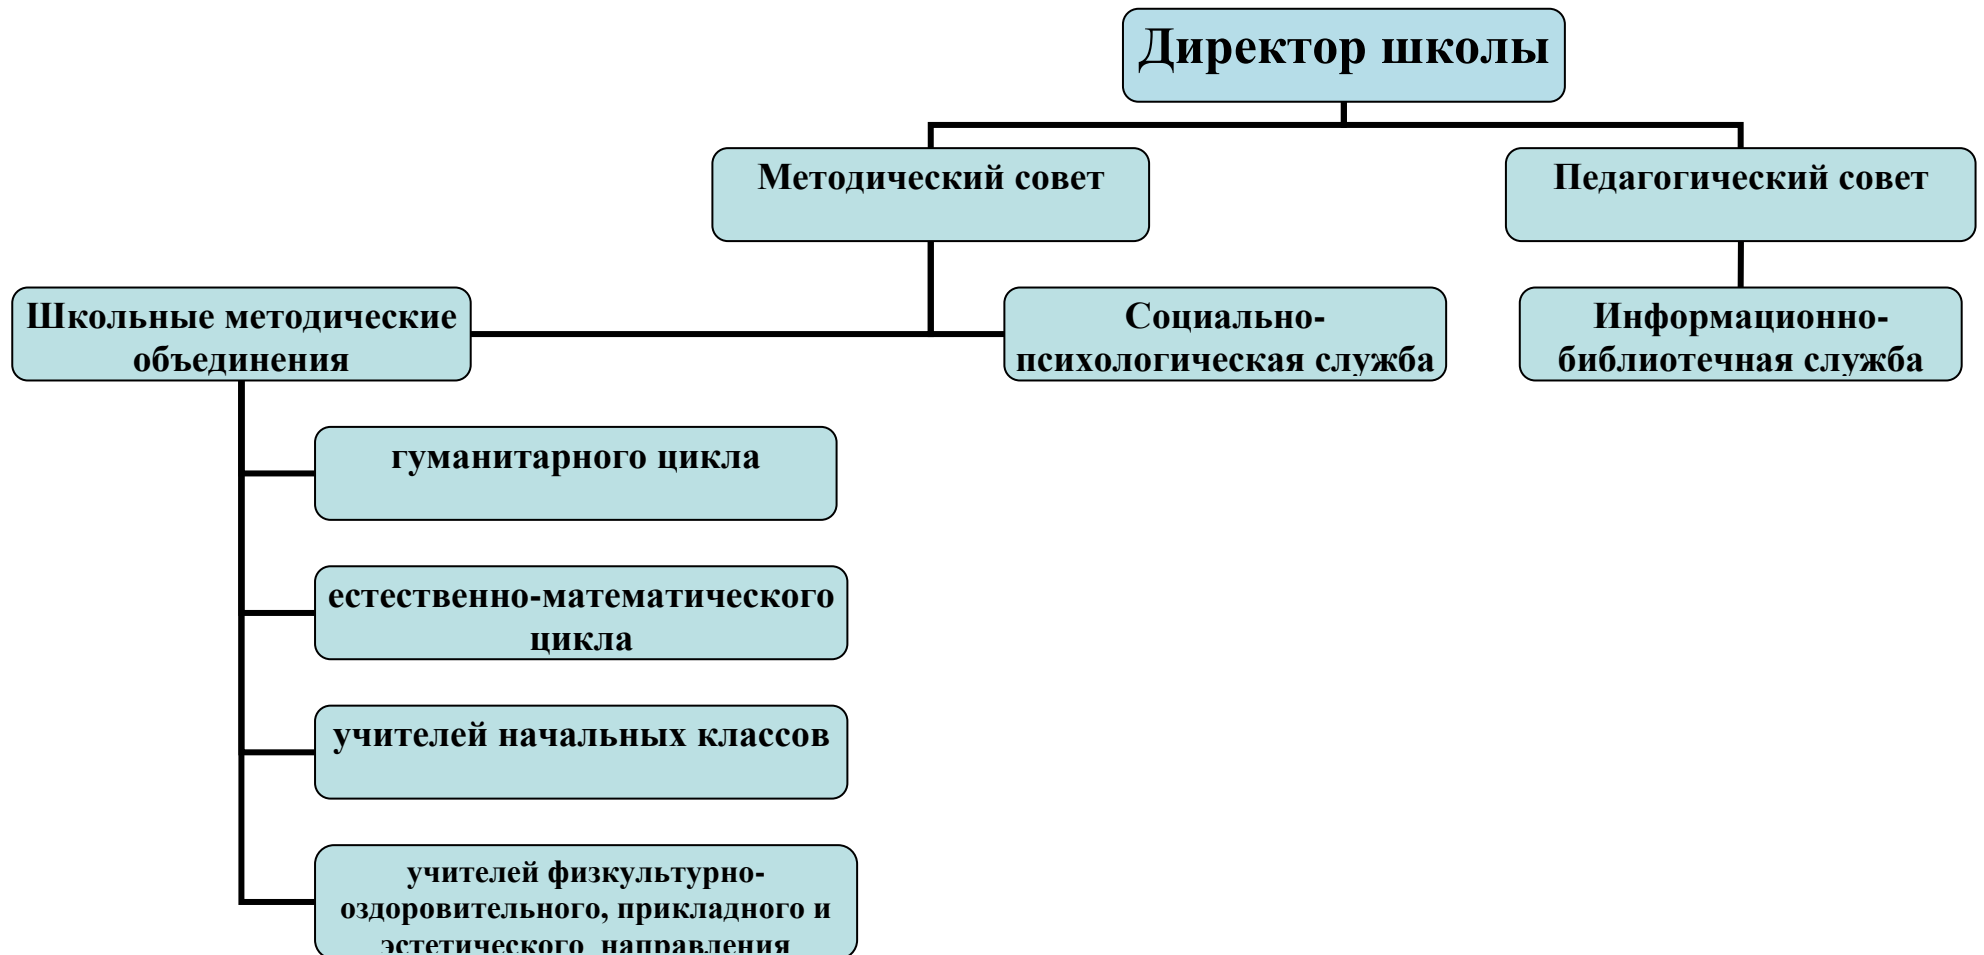 Директор школы
Методический совет
Педагогический совет
Школьные методические
объединения
Социально-
психологическая служба
Информационно-
библиотечная служба
гуманитарного цикла
естественно-математического
цикла
учителей начальных классов
учителей физкультурно-
оздоровительного, прикладного и
эстетического направления